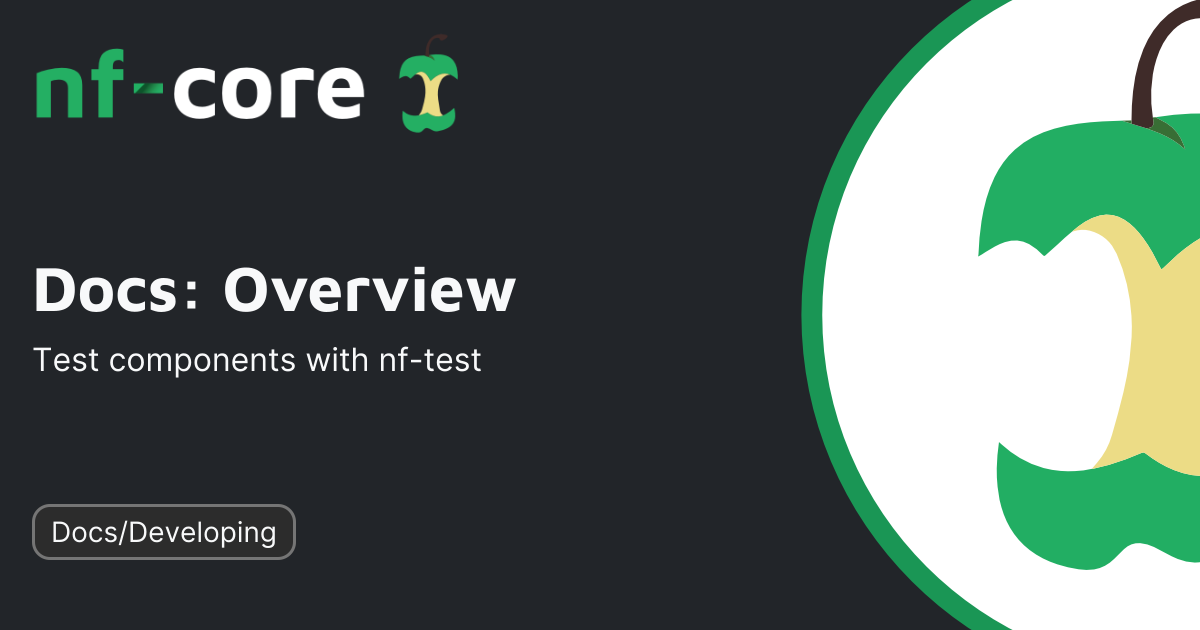 nf-core
Docs: Overview
Test components with nf-test
Docs/Developing